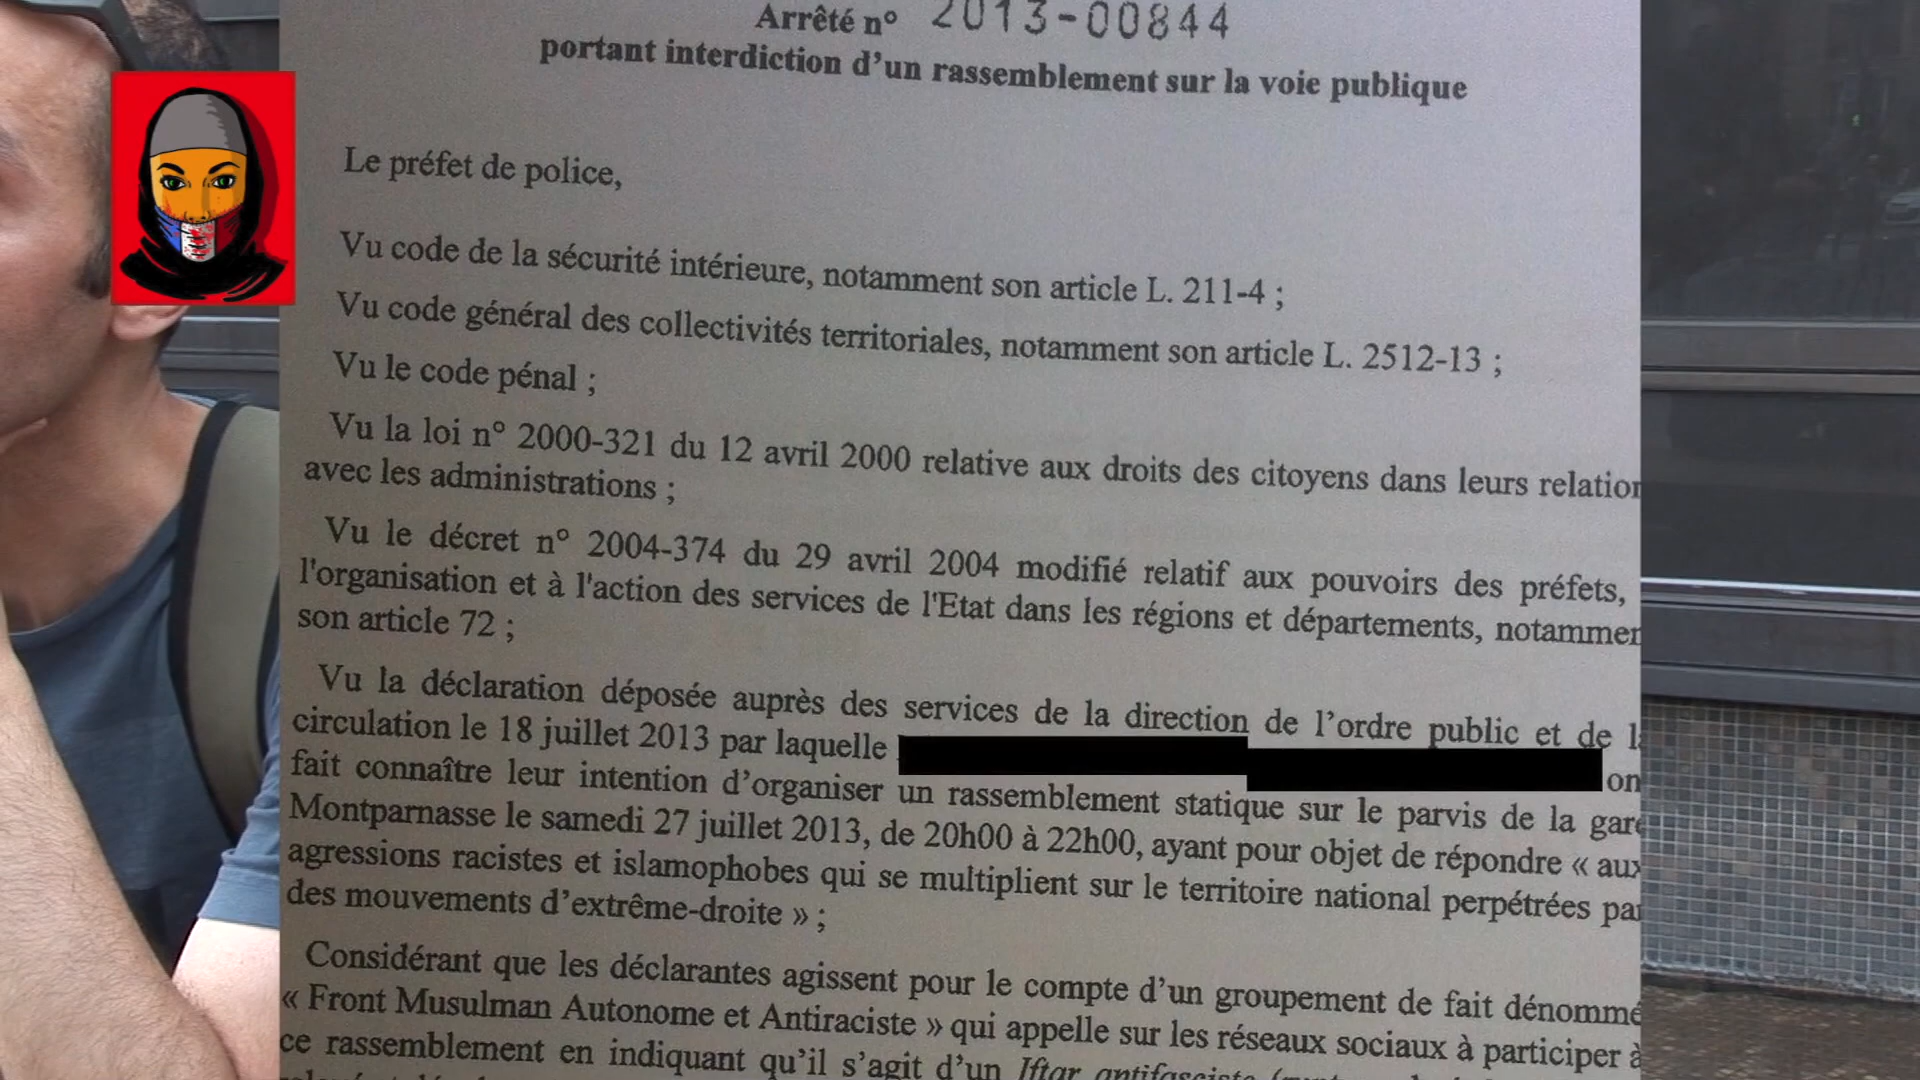 Arrêté n° 2013-00844
portant interdiction d'un rassemblement sur la voie publique
Le préfet de police,
Vu code de la sécurité intérieure, notamment son article L. 211-4 ;
Vu code général des collectivités territoriales, notamment son article L. 2512-13 ;
Vu le code pénal ;
Vu la loi n° 2000-321 du 12 avril 2000 relative aux droits des citoyens dans leurs relation
avec les administrations ;
Vu le décret n° 2004-374 du 29 avril 2004 modifié relatif aux pouvoirs des préfets,
l'organisation et à l'action des services de l'Etat dans les régions et départements, notammen
son article 72 ;
Vu la déclaration déposée auprès des services de la direction de l'ordre public et de l
circulation le 18 juillet 2013 par laquelle on
fait connaître leur intention d'organiser un rassemblement statique sur le parvis de la gare
Montparnasse le samedi 27 juillet 2013, de 20h00 à 22h00, ayant pour objet de répondre « aux
agressions racistes et islamophobes qui se multiplient sur le territoire national perpétrées par
des mouvements d'extrême-droite » ;
Considérant que les déclarantes agissent pour le compte d'un groupement de fait dénommé
« Front Musulman Autonome et Antiraciste » qui appelle sur les réseaux sociaux à participer à
ce rassemblement en indiquant qu'il s'agit d'un Iftar antifasciste